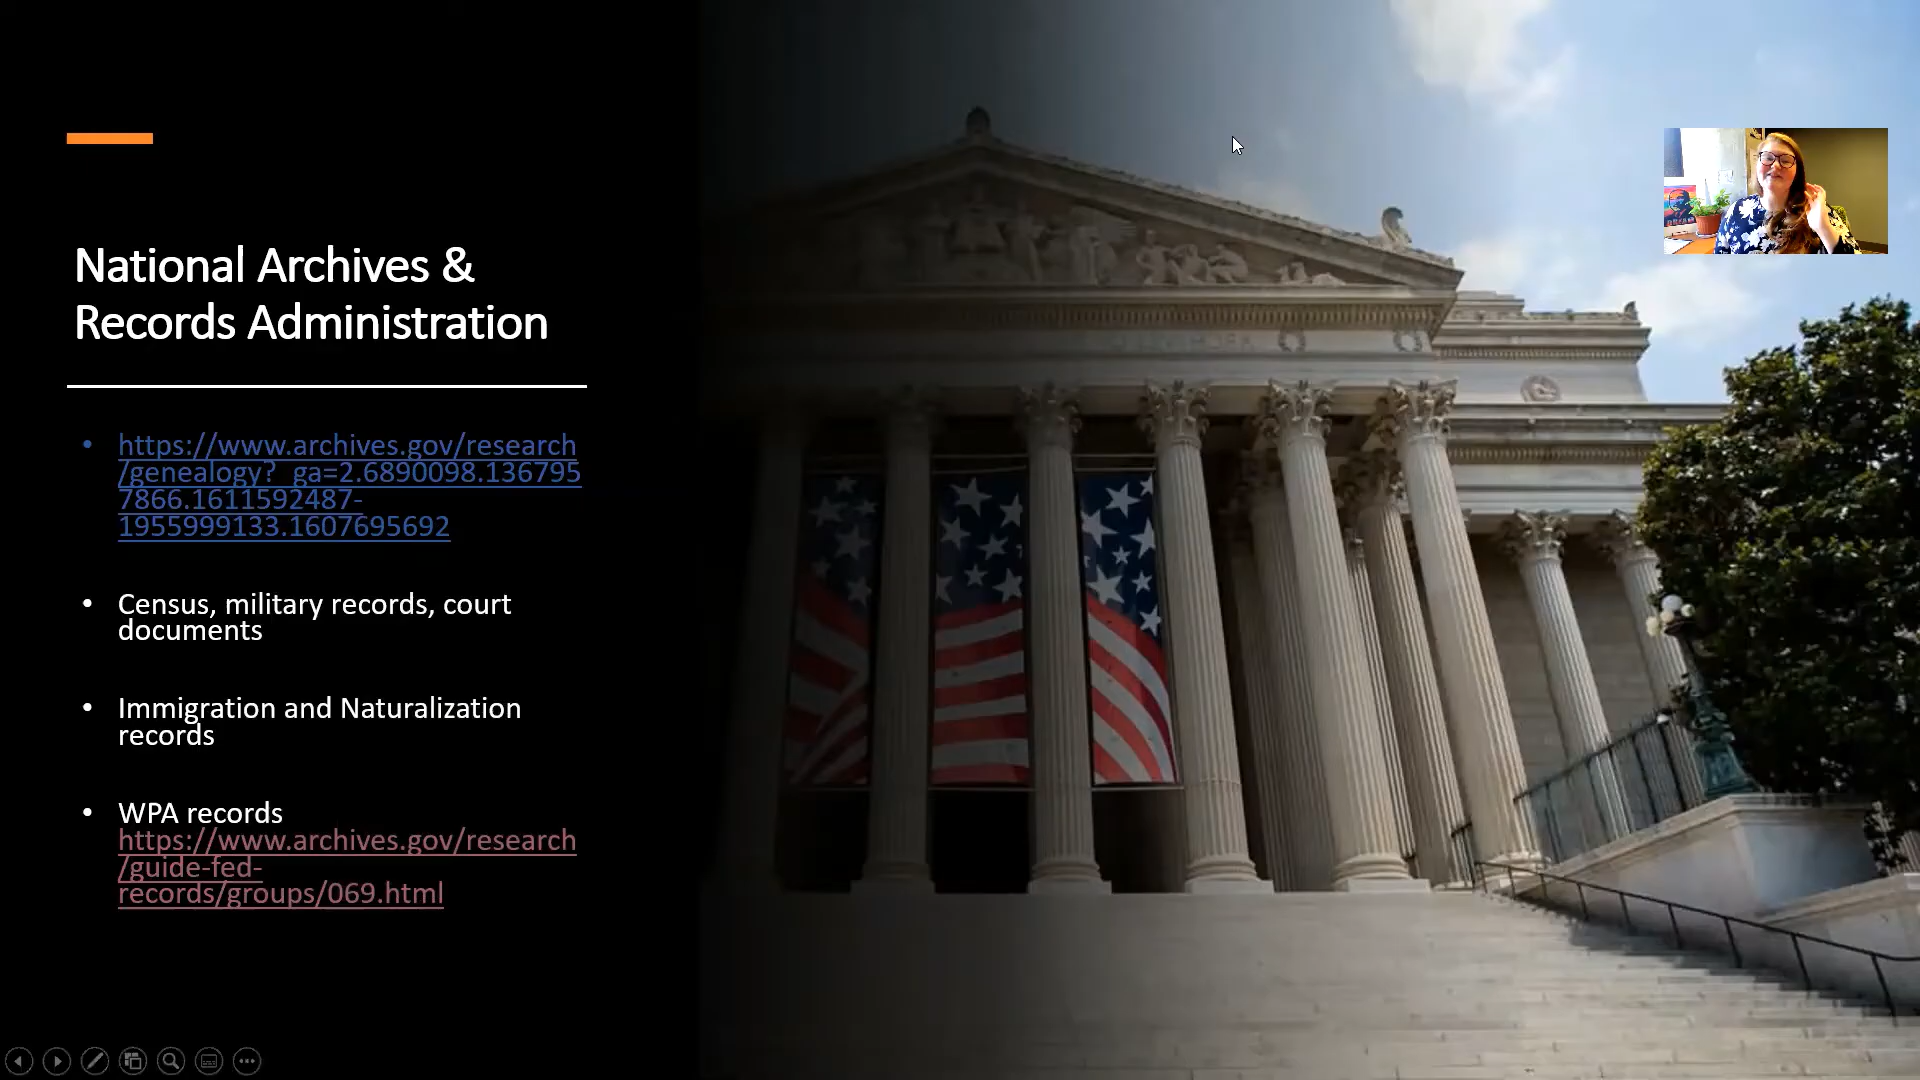 National Archives &
Records Administration
• https://www.archives.gov/research
/genealogy?_ga=2.6890098.136795
7866.1611592487-
1955999133.1607695692
• Census, military records, court
documents
• Immigration and Naturalization
records
• WPA records
https://www.archives.gov/research
/guide-fed-
records/groups/069.html